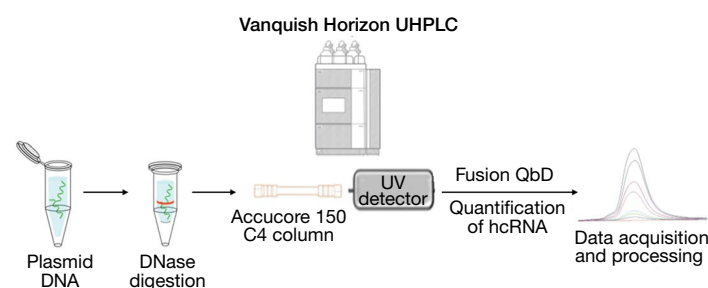 Vanquish Horizon UHPLC
Plasmid
DNA
DNase
digestion
Accucore 150
C4 column
UV
detector
Fusion QbD
Quantification
of hcRNA
Data acquisition
and processing